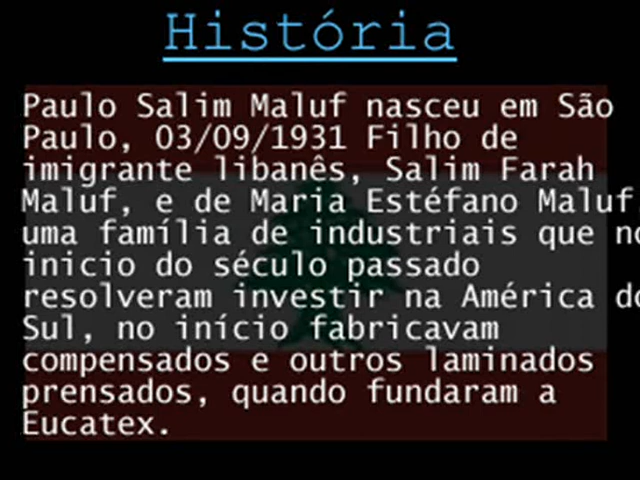 História
Paulo Salim Maluf nasceu em São
Paulo, 03/09/1931 Filho de
imigrante libanês, Salim Farah
Maluf, e de Maria Estéfano Maluf
uma família de industriais que no
inicio do século passado
resolveram investir na América do
Sul, no início fabricavam
compensados e outros laminados
prensados, quando fundaram a
Eucatex.